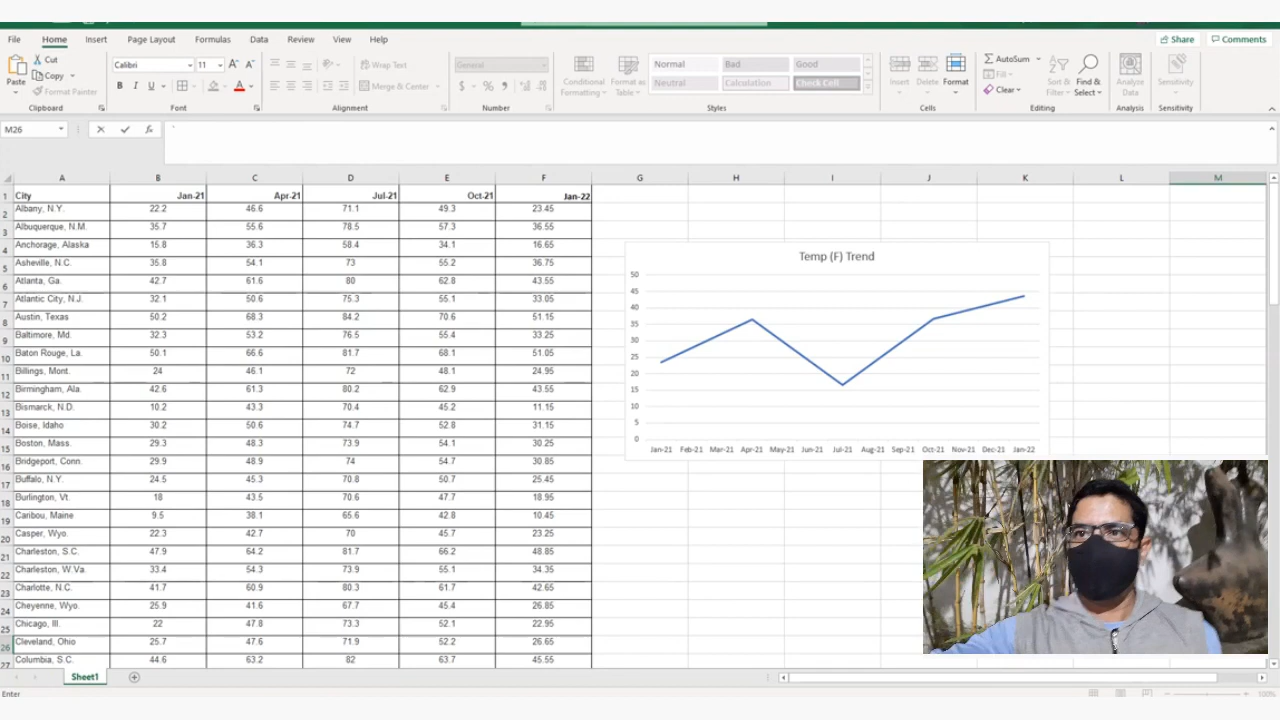 File Home Insert Page Layout Formulas Data Review View Help Share Comments
Paste Cut Copy Format Painter Clipboard
Calibri 11 A A B I U A Font
Wrap Text Merge & Center Alignment
General $ % Number
Conditional Formatting Format as Table Normal Bad Good Neutral Calculation Check Cell Styles
Insert Delete Format Cells
AutoSum Fill Clear Sort & Filter Find & Select Editing
Analyze Data Analysis
Sensitivity Sensitivity
M26 fx `
A B C D E F G H I J K L M
1 City Jan-21 Apr-21 Jul-21 Oct-21 Jan-22
2 Albany, N.Y. 22.2 46.6 71.1 49.3 23.45
3 Albuquerque, N.M. 35.7 55.6 78.5 57.3 36.55
4 Anchorage, Alaska 15.8 36.3 58.4 34.1 16.65
5 Asheville, N.C. 35.8 54.1 73 55.2 36.75
6 Atlanta, Ga. 42.7 61.6 80 62.8 43.55
7 Atlantic City, N.J. 32.1 50.6 75.3 55.1 33.05
8 Austin, Texas 50.2 68.3 84.2 70.6 51.15
9 Baltimore, Md. 32.3 53.2 76.5 55.4 33.25
10 Baton Rouge, La. 50.1 66.6 81.7 68.1 51.05
11 Billings, Mont. 24 46.1 72 48.1 24.95
12 Birmingham, Ala. 42.6 61.3 80.2 62.9 43.55
13 Bismarck, N.D. 10.2 43.3 70.4 45.2 11.15
14 Boise, Idaho 30.2 50.6 74.7 52.8 31.15
15 Boston, Mass. 29.3 48.3 73.9 54.1 30.25
16 Bridgeport, Conn. 29.9 48.9 74 54.7 30.85
17 Buffalo, N.Y. 24.5 45.3 70.8 50.7 25.45
18 Burlington, Vt. 18 43.5 70.6 47.7 18.95
19 Caribou, Maine 9.5 38.1 65.6 42.8 10.45
20 Casper, Wyo. 22.3 42.7 70 45.7 23.25
21 Charleston, S.C. 47.9 64.2 81.7 66.2 48.85
22 Charleston, W.Va. 33.4 54.3 73.9 55.1 34.35
23 Charlotte, N.C. 41.7 60.9 80.3 61.7 42.65
24 Cheyenne, Wyo. 25.9 41.6 67.7 45.4 26.85
25 Chicago, Ill. 22 47.8 73.3 52.1 22.95
26 Cleveland, Ohio 25.7 47.6 71.9 52.2 26.65
27 Columbia, S.C. 44.6 63.2 82 63.7 45.55
Temp (F) Trend
50
45
40
35
30
25
20
15
10
5
0
Jan-21 Feb-21 Mar-21 Apr-21 May-21 Jun-21 Jul-21 Aug-21 Sep-21 Oct-21 Nov-21 Dec-21 Jan-22
Sheet1
Enter 100%